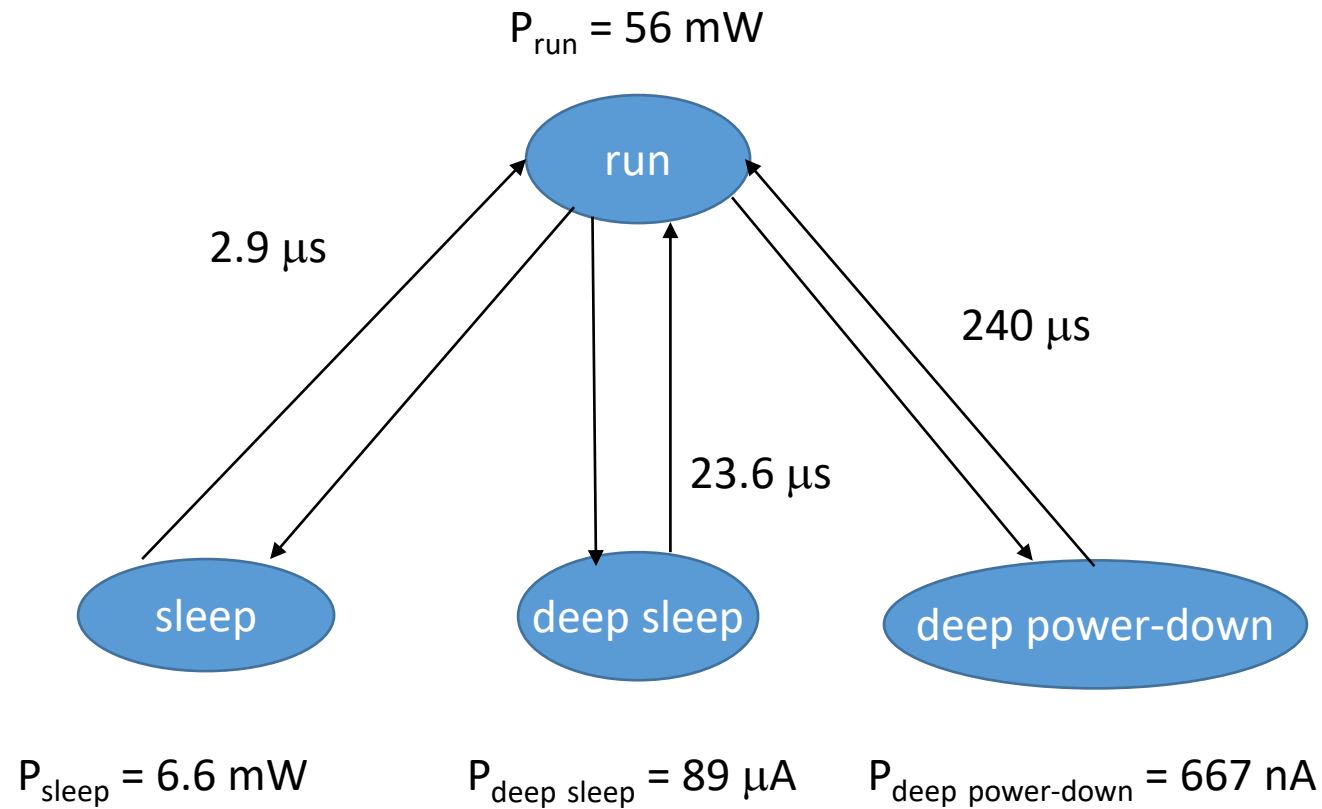 P_run = 56 mW
run
2.9 μs
240 μs
23.6 μs
sleep
deep sleep
deep power-down
P_sleep = 6.6 mW
P_deep sleep = 89 μA
P_deep power-down = 667 nA